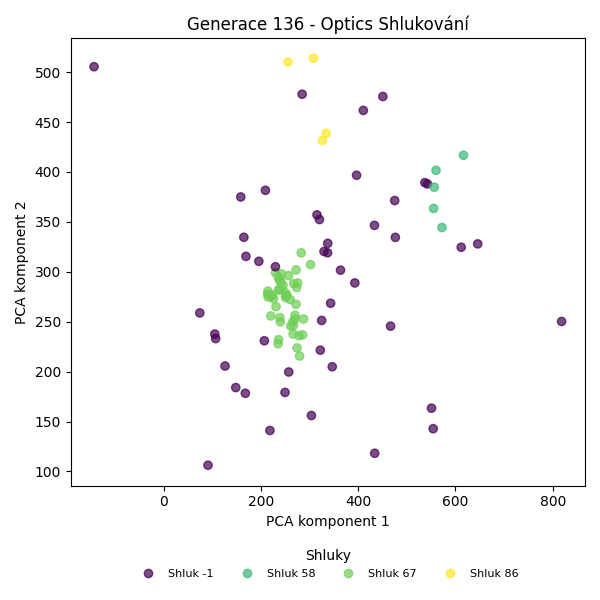 Generace 136 - Optics Shlukování
500
450
400
350
300
250
200
150
100
PCA komponent 2
0 200 400 600 800
PCA komponent 1
Shluky
Shluk -1 Shluk 58 Shluk 67 Shluk 86